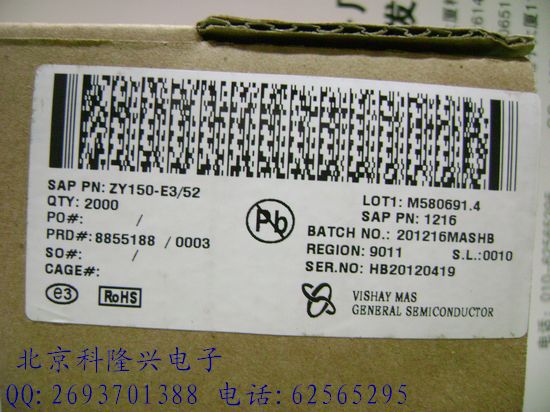 发
SAP PN: ZY150-E3/52
QTY: 2000
PO#: /
PRD#: 8855188 / 0003
SO#: /
CAGE#:
e3 RoHS
Pb
LOT1: M580691.4
SAP PN: 1216
BATCH NO.: 201216MASHB
REGION: 9011 S.L.:0010
SER.NO: HB20120419
VISHAY MAS
GENERAL SEMICONDUCTOR
北京科隆兴电子
QQ:2693701388 电话:62565295